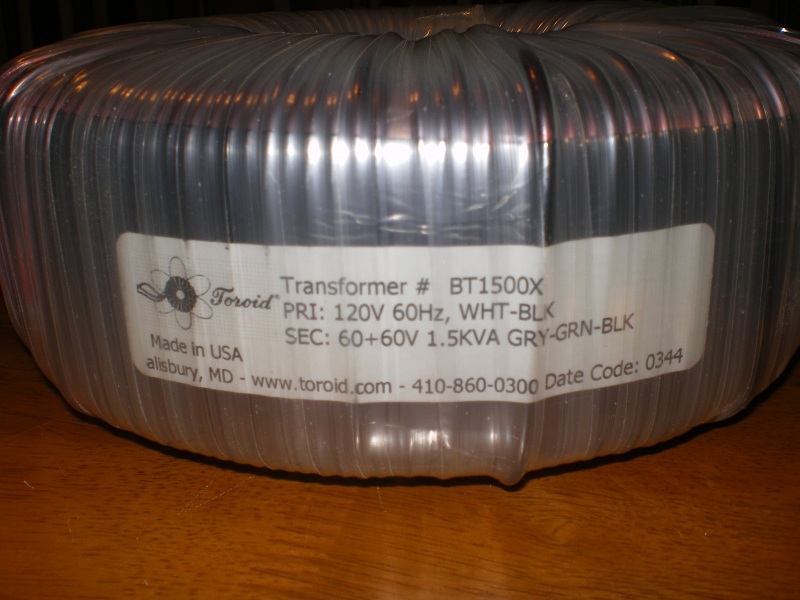 Toroid®
Transformer # BT1500X
PRI: 120V 60Hz, WHT-BLK
SEC: 60+60V 1.5KVA GRY-GRN-BLK
Made in USA
alisbury, MD - www.toroid.com - 410-860-0300 Date Code: 0344